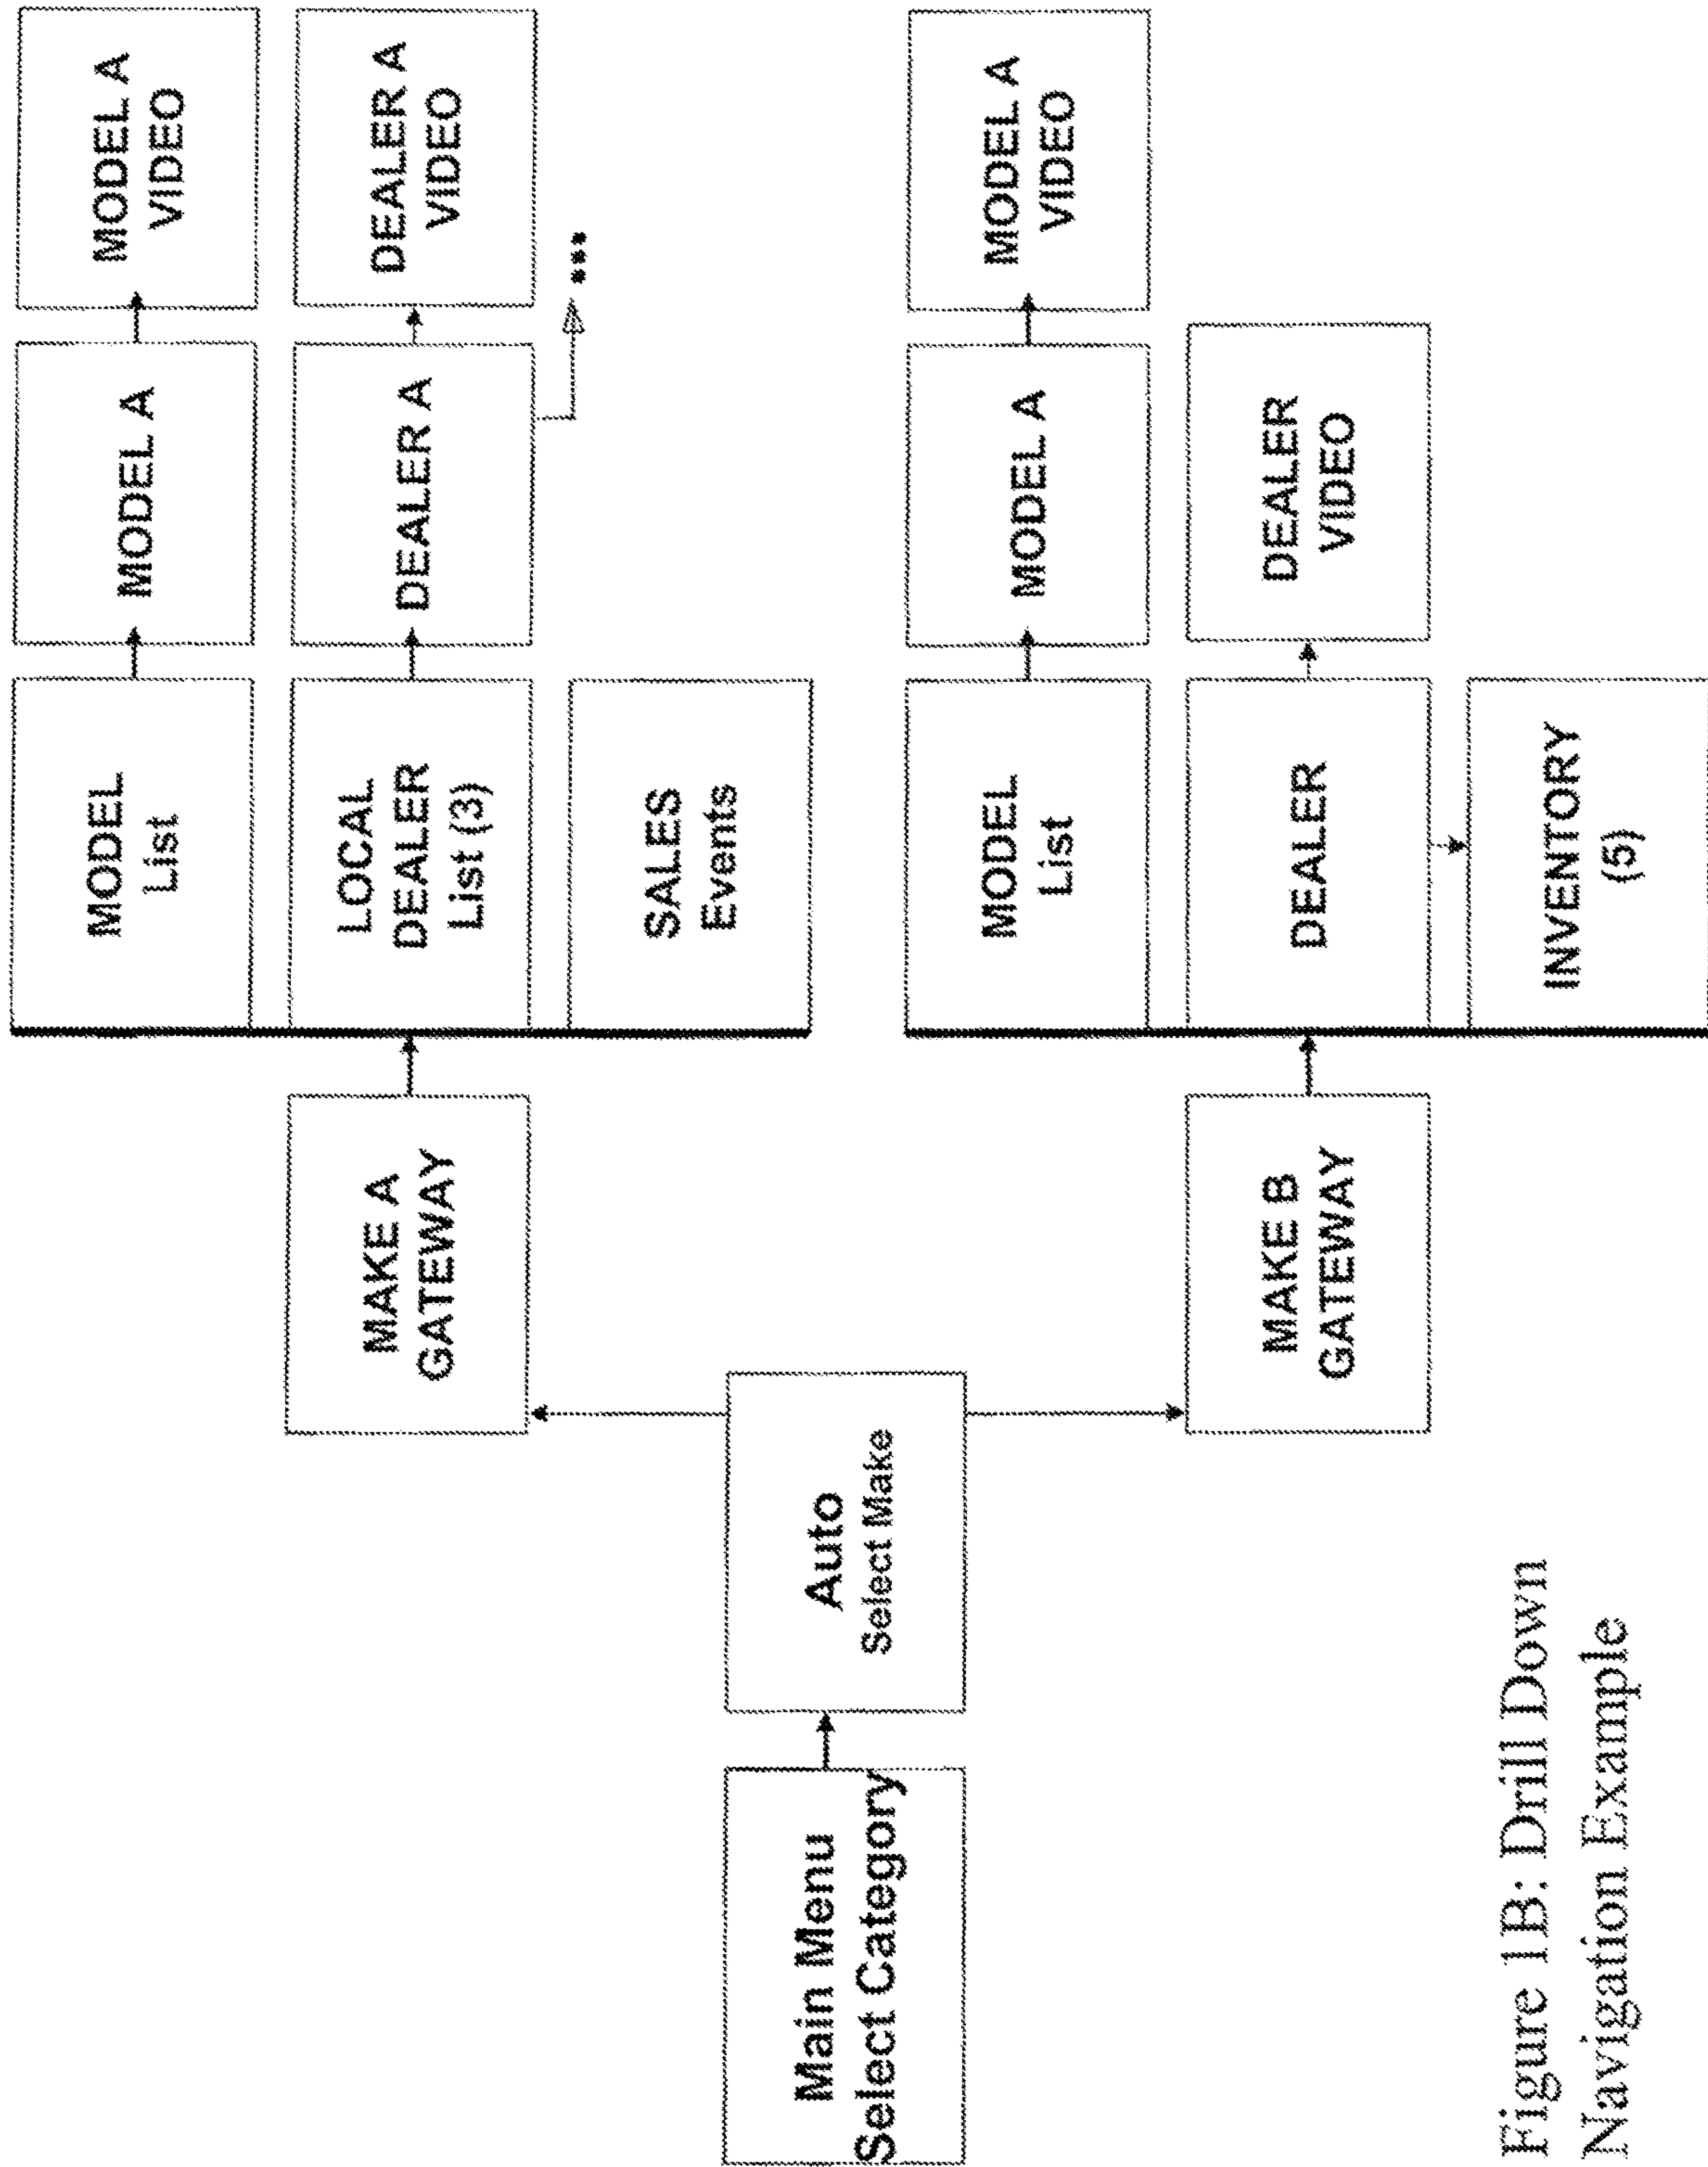 Main Menu
Select Category
Auto
Select Make
MAKE A
GATEWAY
MODEL
List
MODEL A
MODEL A
VIDEO
LOCAL
DEALER
List (3)
DEALER A
DEALER A
VIDEO
...
SALES
Events
MAKE B
GATEWAY
MODEL
List
MODEL A
MODEL A
VIDEO
DEALER
DEALER
VIDEO
INVENTORY
(5)
Figure 1B: Drill Down
Navigation Example